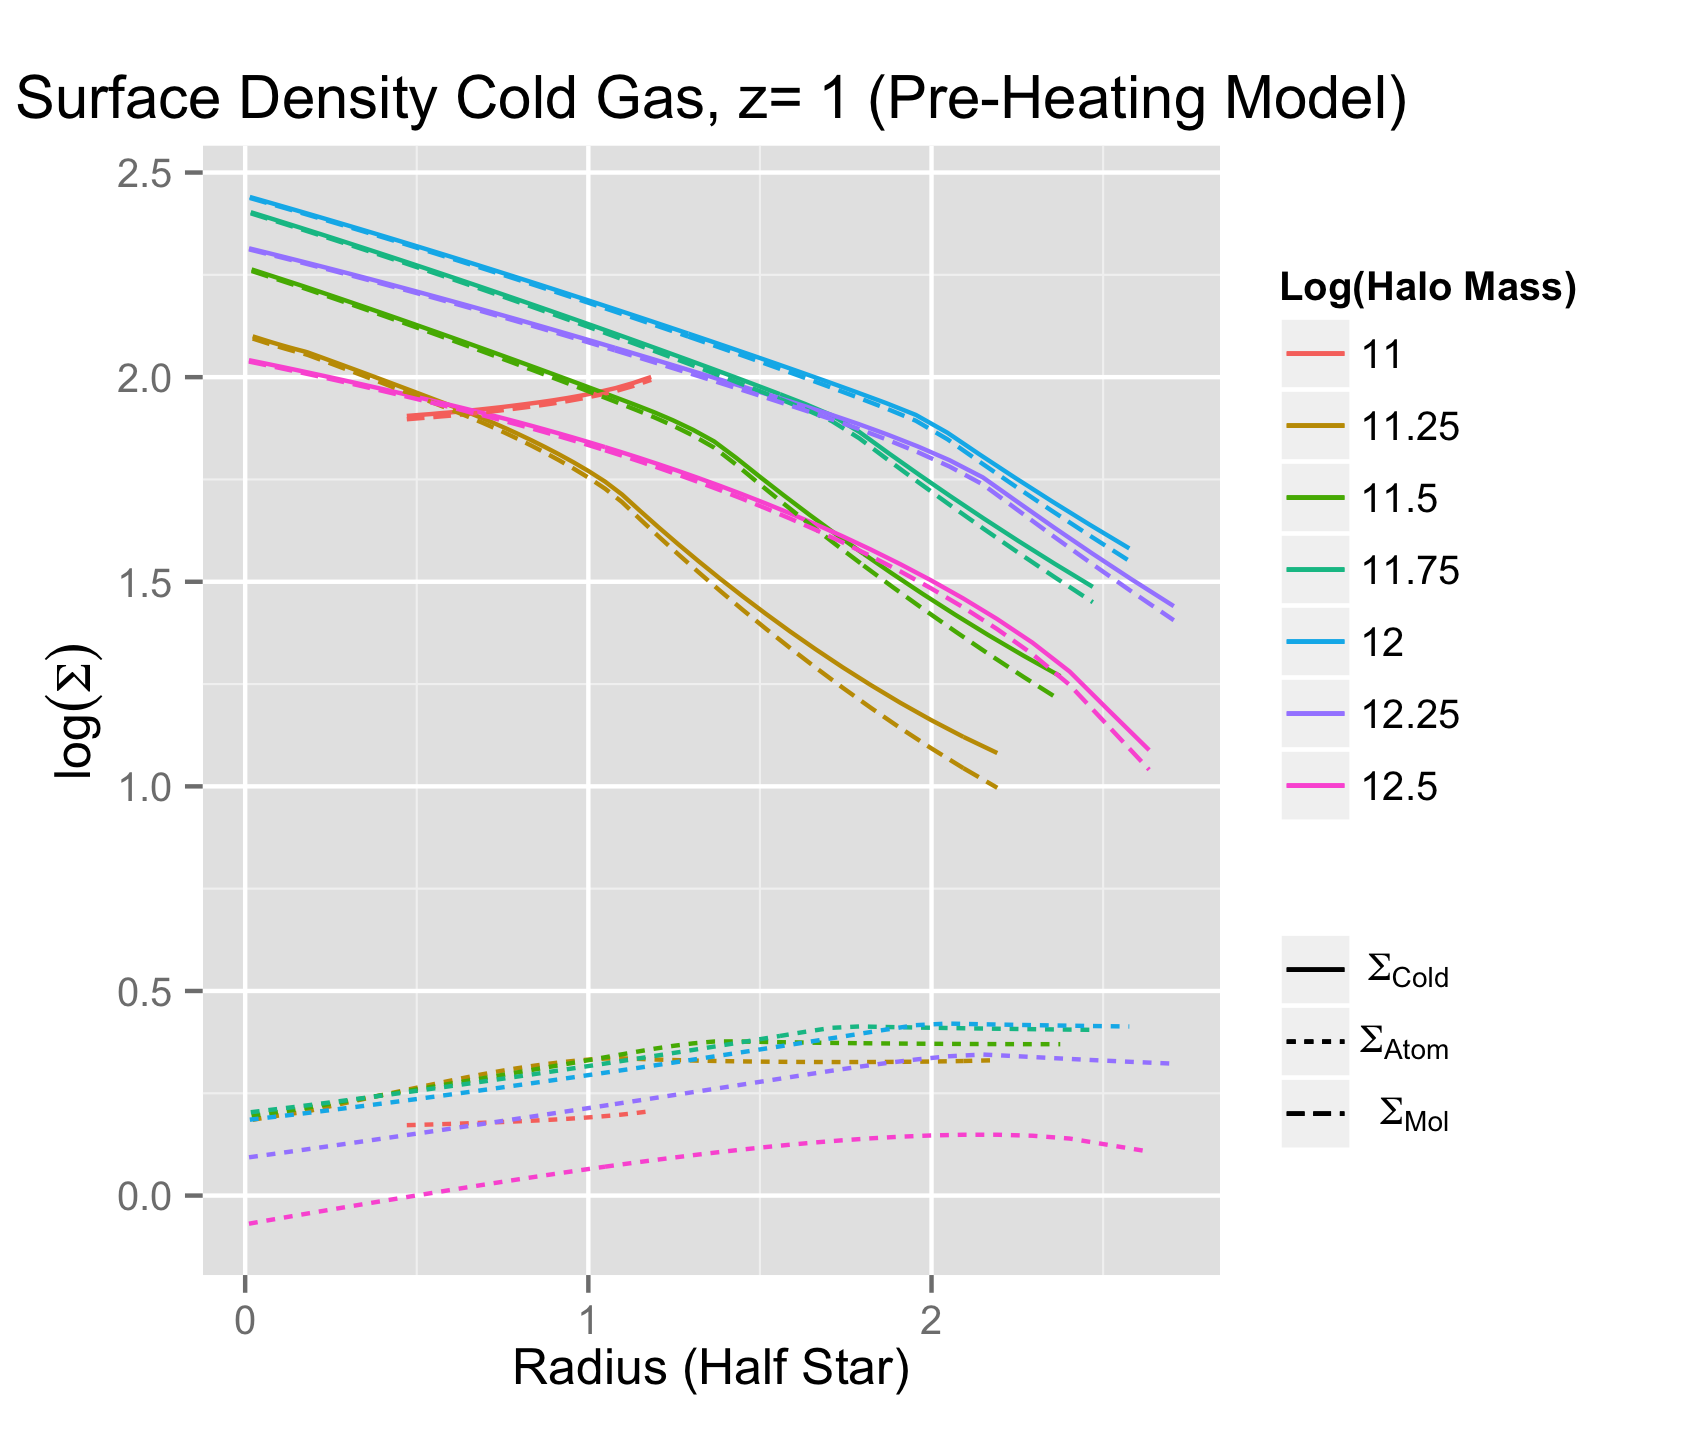 Surface Density Cold Gas, z= 1 (Pre-Heating Model)
2.5
2.0
1.5
1.0
0.5
0.0
log(Σ)
0 1 2
Radius (Half Star)
Log(Halo Mass)
11
11.25
11.5
11.75
12
12.25
12.5
ΣCold
ΣAtom
ΣMol